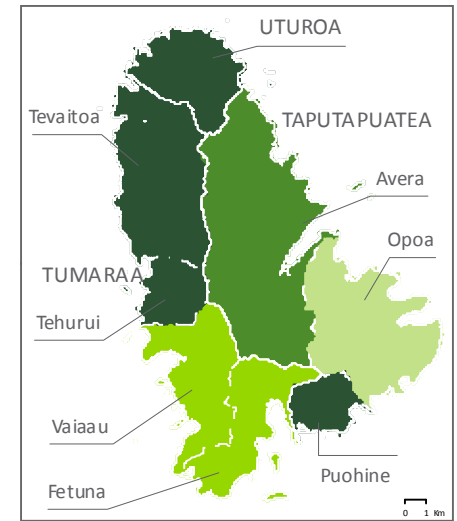 UTUROA
Tevaitoa
TAPUTAPUATEA
Avera
Opoa
TUMARAA
Tehurui
Vaiaau
Puohine
Fetuna
0 1 Km